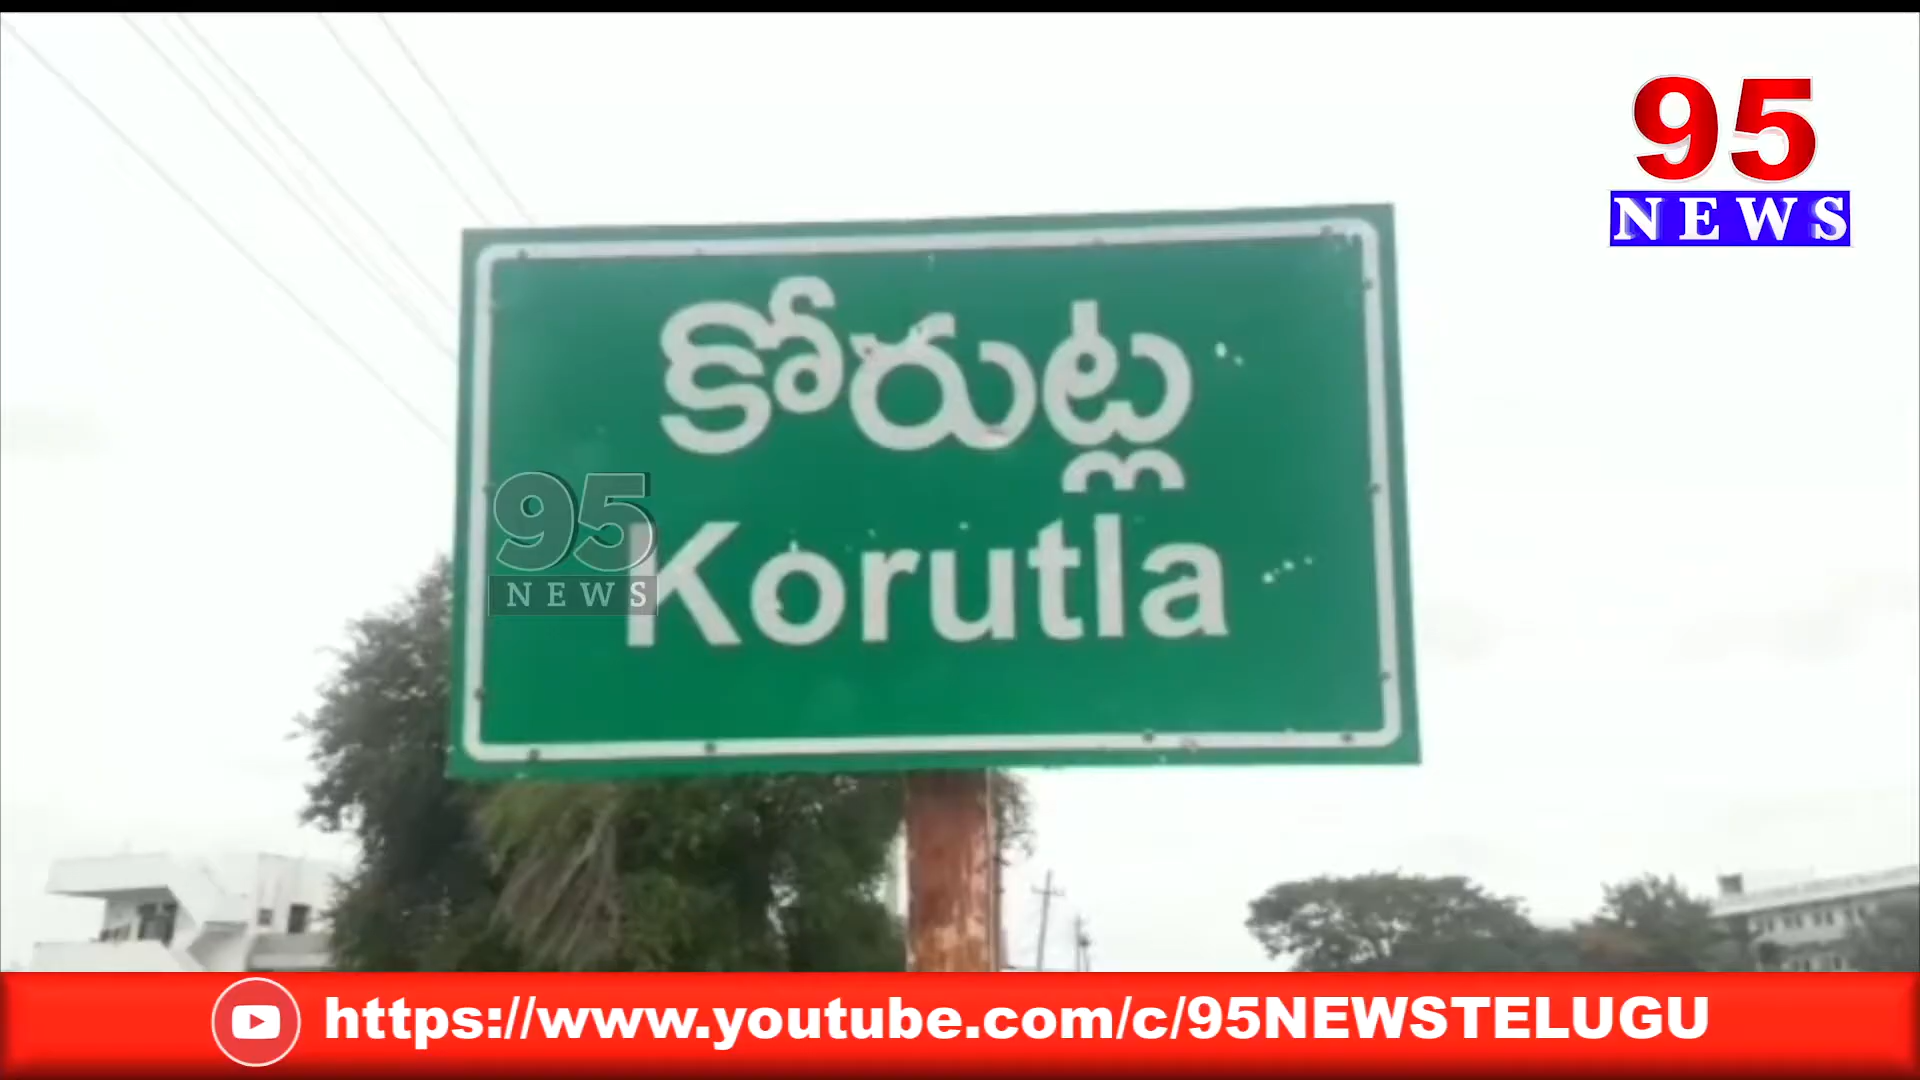 95
NEWS
కోరుట్ల
95
NEWS
Korutla
https://www.youtube.com/c/95NEWSTELUGU